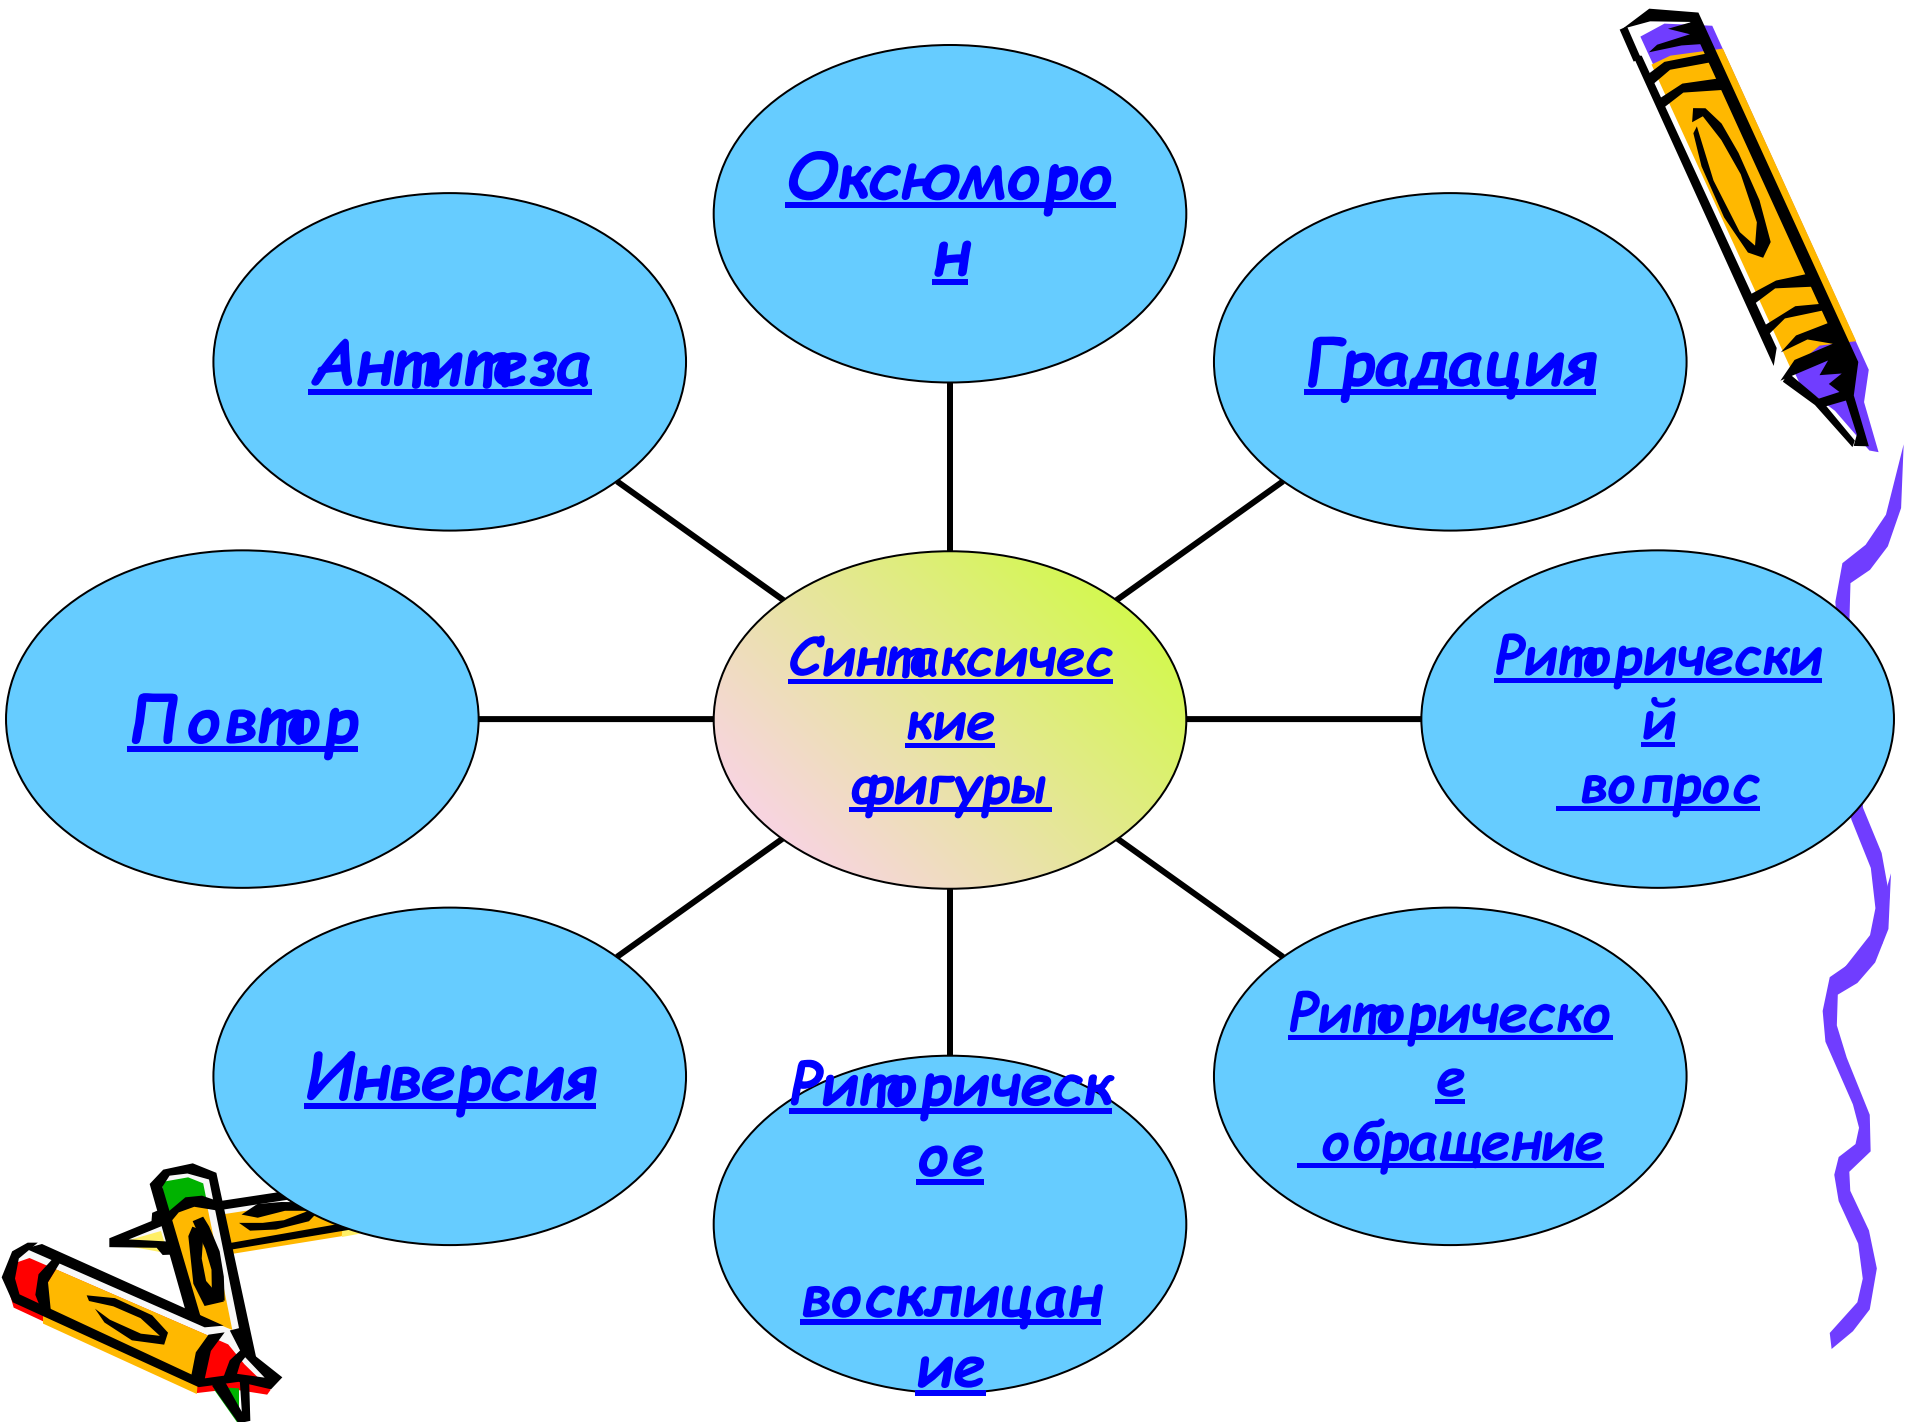 Оксюморо
н
Антитеза
Градация
Синтаксичес
кие
фигуры
Повтор
Риторически
й
вопрос
Инверсия
Риторическо
е
обращение
Риторическ
ое
восклицан
ие